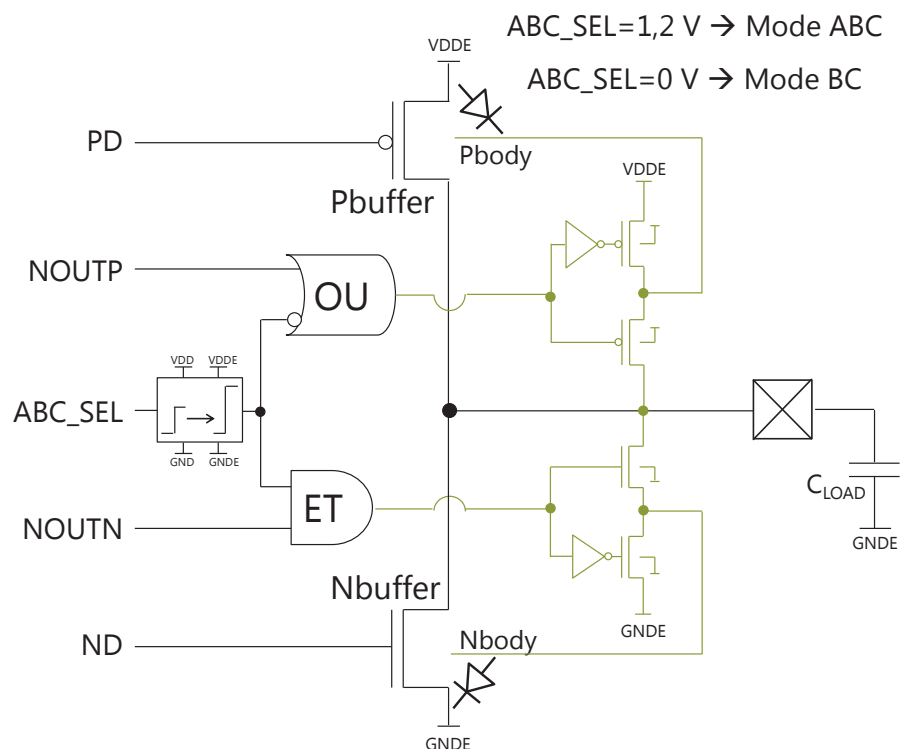 ABC_SEL=1,2 V → Mode ABC
VDDE
ABC_SEL=0 V → Mode BC
PD
Pbody
VDDE
Pbuffer
NOUTP
OU
VDD VDDE
ABC_SEL
GND GNDE
CLOAD
ET
NOUTN
GNDE
Nbuffer
GNDE
ND
Nbody
GNDE